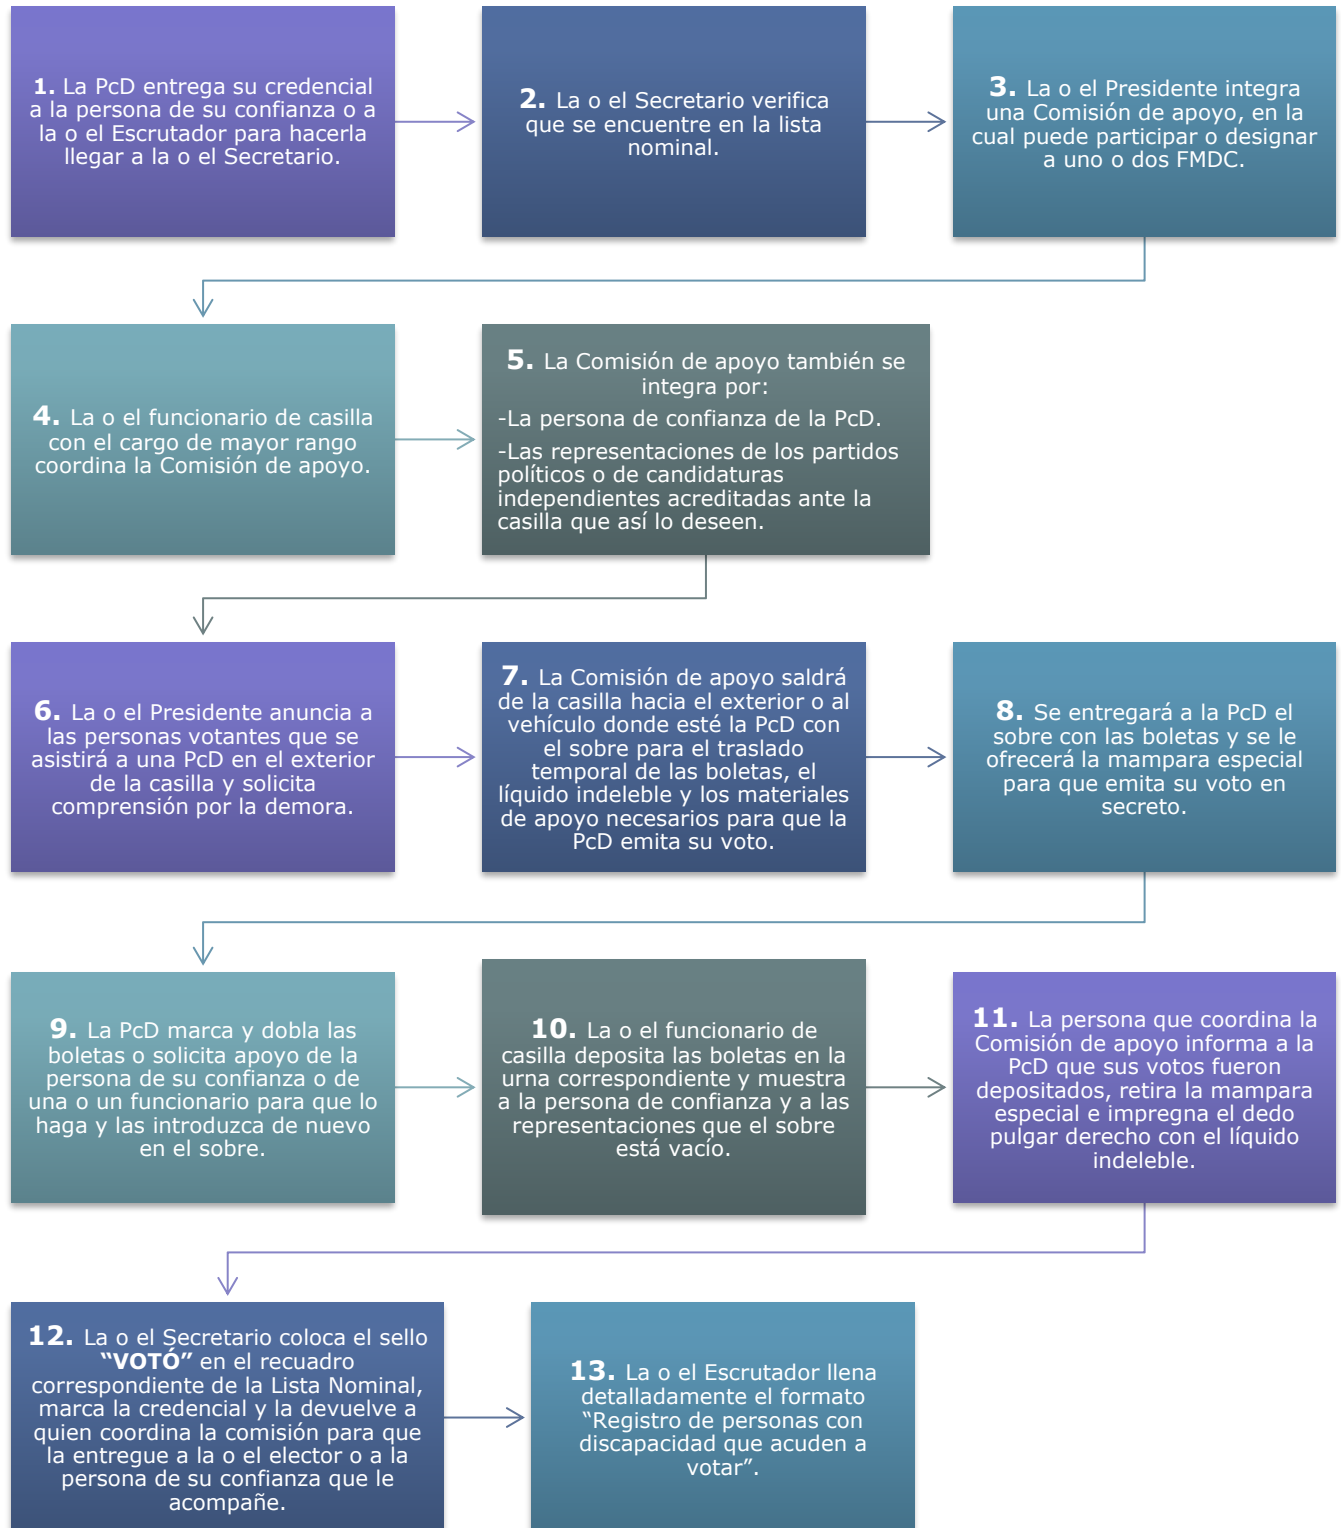 1. La PcD entrega su credencial
a la persona de su confianza o a
la o el Escrutador para hacerla
llegar a la o el Secretario.
2. La o el Secretario verifica
que se encuentre en la lista
nominal.
3. La o el Presidente integra
una Comisión de apoyo, en la
cual puede participar o designar
a uno o dos FMDC.
4. La o el funcionario de casilla
con el cargo de mayor rango
coordina la Comisión de apoyo.
5. La Comisión de apoyo también se
integra por:
-La persona de confianza de la PcD.
-Las representaciones de los partidos
políticos o de candidaturas
independientes acreditadas ante la
casilla que así lo deseen.
6. La o el Presidente anuncia a
las personas votantes que se
asistirá a una PcD en el exterior
de la casilla y solicita
comprensión por la demora.
7. La Comisión de apoyo saldrá
de la casilla hacia el exterior o al
vehículo donde esté la PcD con
el sobre para el traslado
temporal de las boletas, el
líquido indeleble y los materiales
de apoyo necesarios para que la
PcD emita su voto.
8. Se entregará a la PcD el
sobre con las boletas y se le
ofrecerá la mampara especial
para que emita su voto en
secreto.
9. La PcD marca y dobla las
boletas o solicita apoyo de la
persona de su confianza o de
una o un funcionario para que lo
haga y las introduzca de nuevo
en el sobre.
10. La o el funcionario de
casilla deposita las boletas en la
urna correspondiente y muestra
a la persona de confianza y a las
representaciones que el sobre
está vacío.
11. La persona que coordina la
Comisión de apoyo informa a la
PcD que sus votos fueron
depositados, retira la mampara
especial e impregna el dedo
pulgar derecho con el líquido
indeleble.
12. La o el Secretario coloca el sello
“VOTÓ” en el recuadro
correspondiente de la Lista Nominal,
marca la credencial y la devuelve a
quien coordina la comisión para que
la entregue a la o el elector o a la
persona de su confianza que le
acompañe.
13. La o el Escrutador llena
detalladamente el formato
“Registro de personas con
discapacidad que acuden a
votar”.